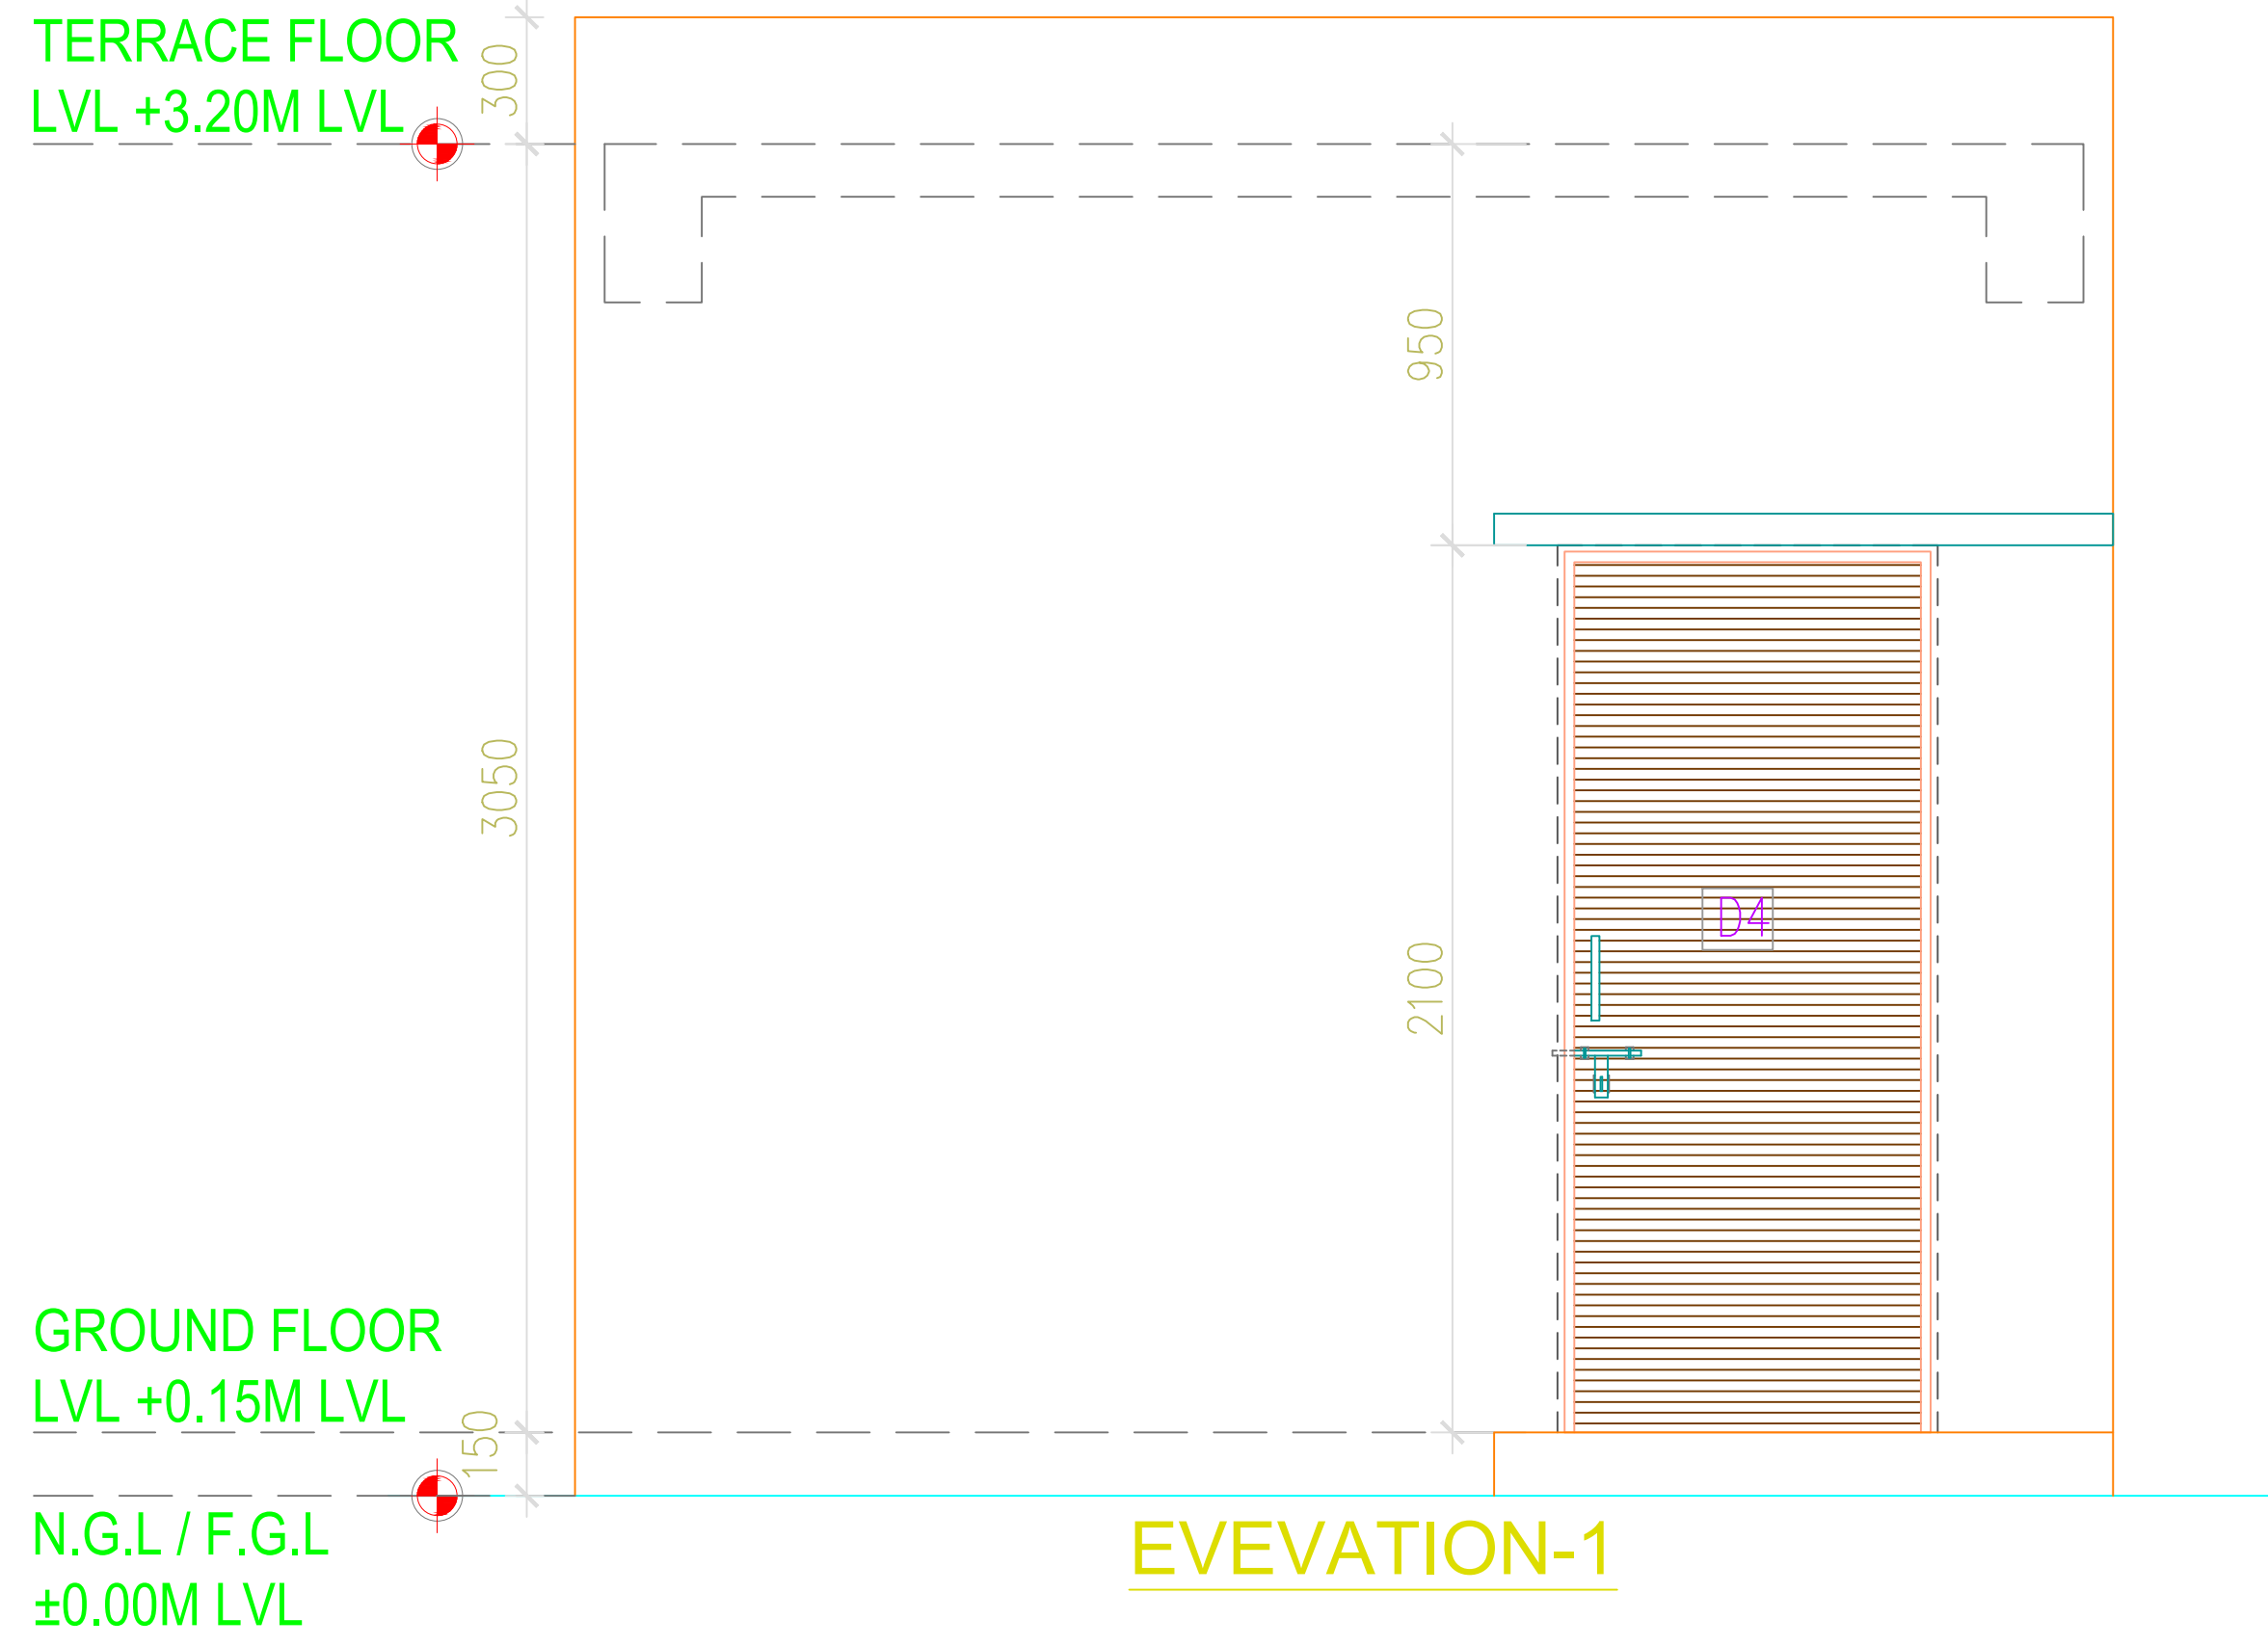 TERRACE FLOOR
LVL +3.20M LVL
300
950
3050
D4
2100
GROUND FLOOR
LVL +0.15M LVL
150
N.G.L / F.G.L
±0.00M LVL
EVEVATION-1